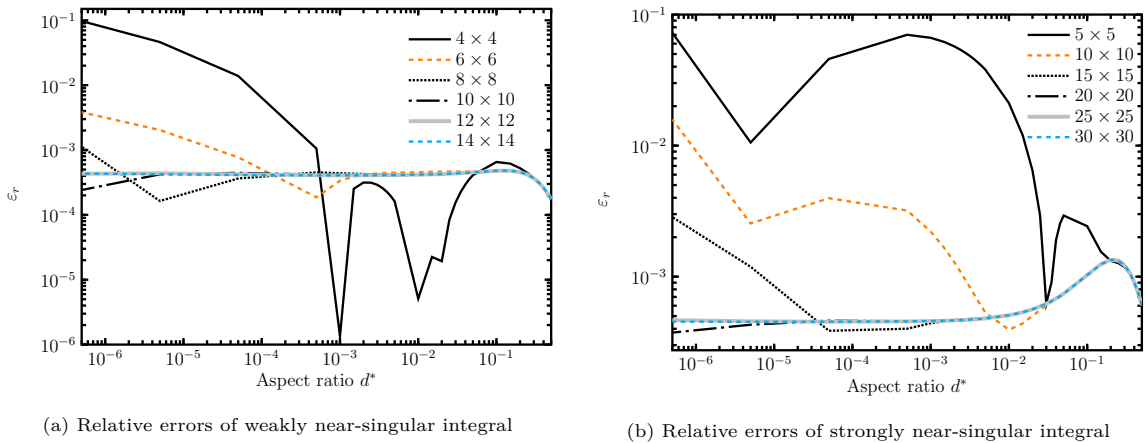 10⁻¹
10⁻²
10⁻³
10⁻⁴
10⁻⁵
10⁻⁶
εᵣ
4 × 4
6 × 6
8 × 8
10 × 10
12 × 12
14 × 14
10⁻⁶ 10⁻⁵ 10⁻⁴ 10⁻³ 10⁻² 10⁻¹
Aspect ratio d*
(a) Relative errors of weakly near-singular integral
10⁻¹
10⁻²
10⁻³
εᵣ
5 × 5
10 × 10
15 × 15
20 × 20
25 × 25
30 × 30
10⁻⁶ 10⁻⁵ 10⁻⁴ 10⁻³ 10⁻² 10⁻¹
Aspect ratio d*
(b) Relative errors of strongly near-singular integral